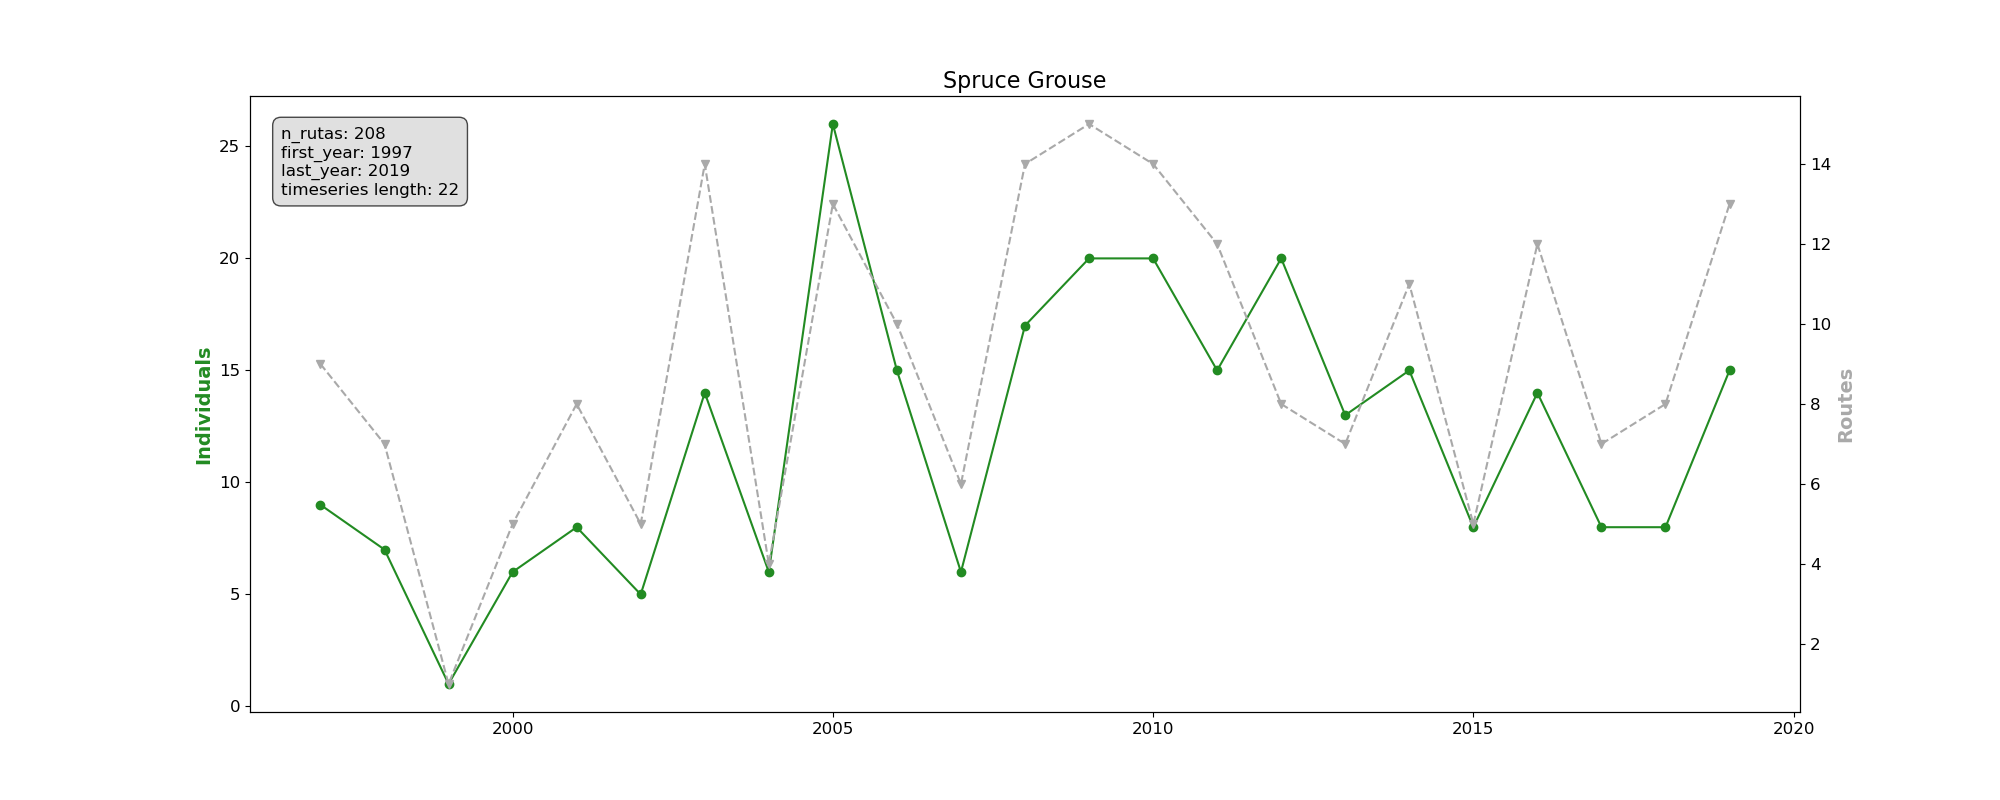 Spruce Grouse
n_rutas: 208
first_year: 1997
last_year: 2019
timeseries length: 22
Individuals
25
20
15
10
5
0
14
12
10
8
6
4
2
Routes
2000
2005
2010
2015
2020